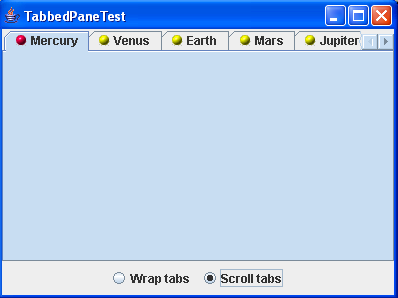 TabbedPaneTest
Mercury Venus Earth Mars Jupiter
Wrap tabs Scroll tabs